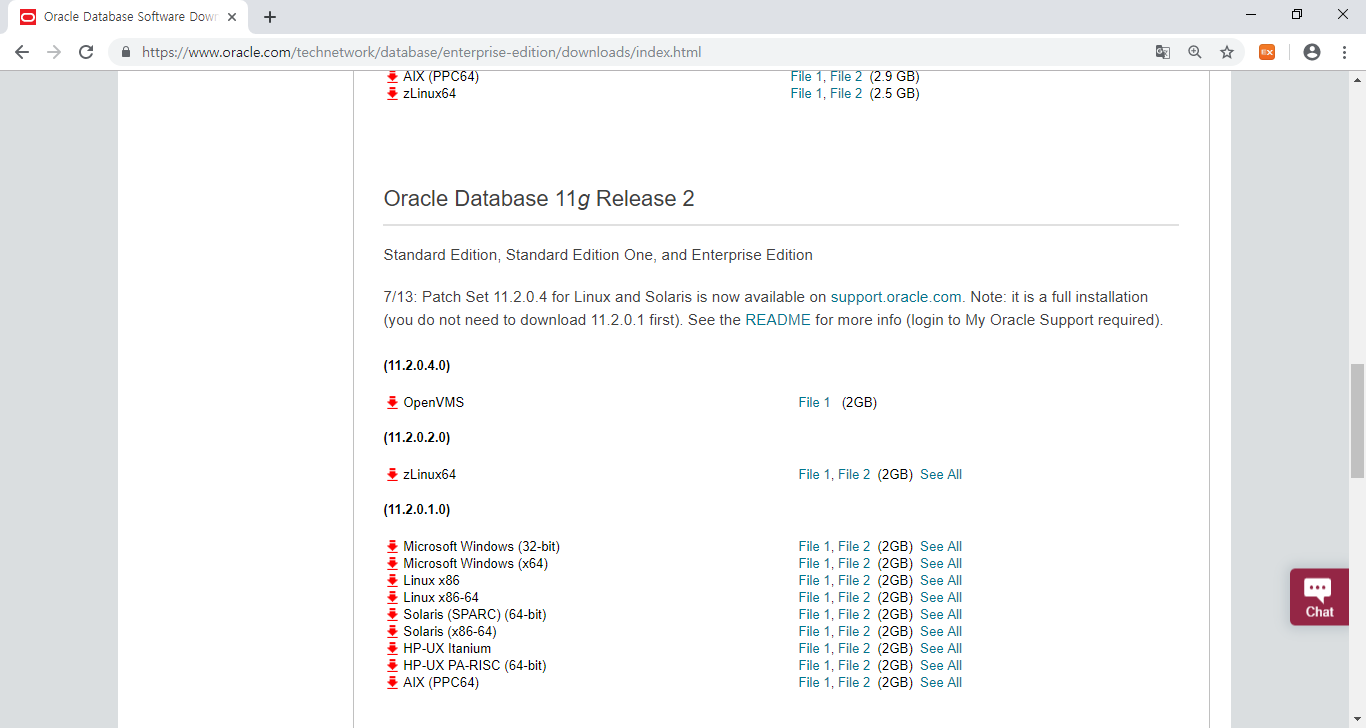 Oracle Database Software Down
https://www.oracle.com/technetwork/database/enterprise-edition/downloads/index.html
Ex
AIX (PPC64) File 1, File 2 (2.9 GB)
zLinux64 File 1, File 2 (2.5 GB)
Oracle Database 11g Release 2
Standard Edition, Standard Edition One, and Enterprise Edition
7/13: Patch Set 11.2.0.4 for Linux and Solaris is now available on support.oracle.com. Note: it is a full installation
(you do not need to download 11.2.0.1 first). See the README for more info (login to My Oracle Support required).
(11.2.0.4.0)
OpenVMS File 1 (2GB)
(11.2.0.2.0)
zLinux64 File 1, File 2 (2GB) See All
(11.2.0.1.0)
Microsoft Windows (32-bit) File 1, File 2 (2GB) See All
Microsoft Windows (x64) File 1, File 2 (2GB) See All
Linux x86 File 1, File 2 (2GB) See All
Linux x86-64 File 1, File 2 (2GB) See All
Solaris (SPARC) (64-bit) File 1, File 2 (2GB) See All
Solaris (x86-64) File 1, File 2 (2GB) See All
HP-UX Itanium File 1, File 2 (2GB) See All
HP-UX PA-RISC (64-bit) File 1, File 2 (2GB) See All
AIX (PPC64) File 1, File 2 (2GB) See All
Chat